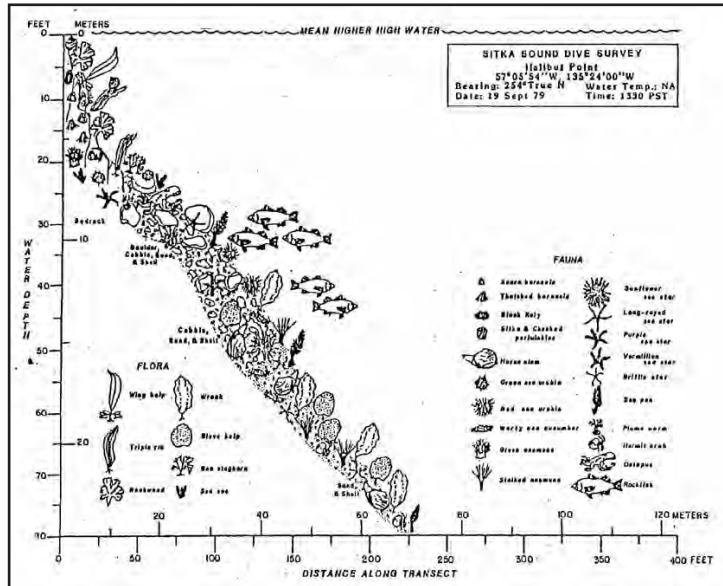 FEET METERS
MEAN HIGHER HIGH WATER
SITKA SOUND DIVE SURVEY
Halibut Point
57°05'54"W, 135°24'00"W
Bearing: 254°True N Water Temp.: NA
Date: 19 Sept 79 Time: 1330 PST
0
0
10
20
30
10
40
50
60
20
70
WATER DEPTH
Bedrock
Boulder,
Cobble, Sand,
& Shell
Cobble,
Sand, & Shell
Sand,
& Shell
FLORA
Wing kelp
Triple rib
Rockweed
Wrack
Sieve kelp
Sea staghorn
Sea sac
FAUNA
Acorn barnacle
Thatched barnacle
Black Katy
Sitka & Checked
periwinkles
Horse clam
Green sea urchin
Red sea urchin
Warty sea cucumber
Stalked anemone
Sunflower
sea star
Long-rayed
sea star
Purple
sea star
Vermilion
sea star
Brittle star
Sea pen
Plume worm
Hermit crab
Octopus
Rockfish
20 40 60 80 100 120 METERS
0 50 100 150 200 250 300 350 400 FEET
DISTANCE ALONG TRANSECT